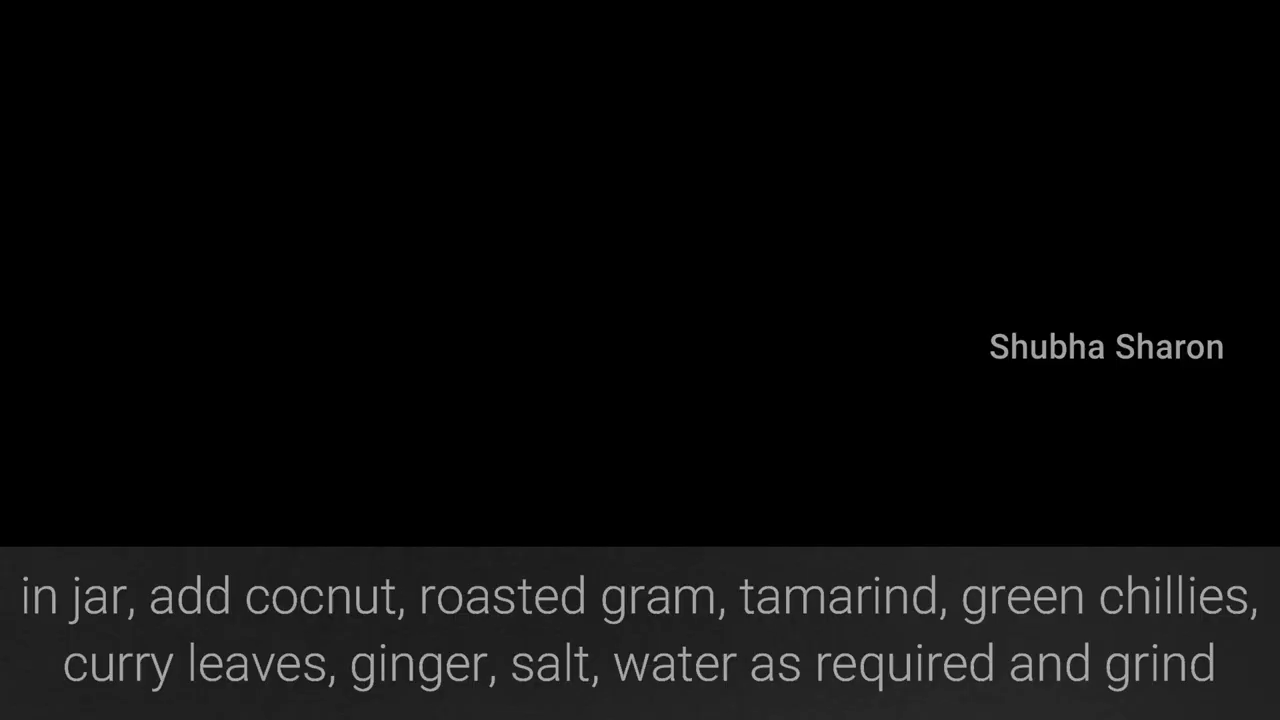 Shubha Sharon
in jar, add cocnut, roasted gram, tamarind, green chillies,
curry leaves, ginger, salt, water as required and grind